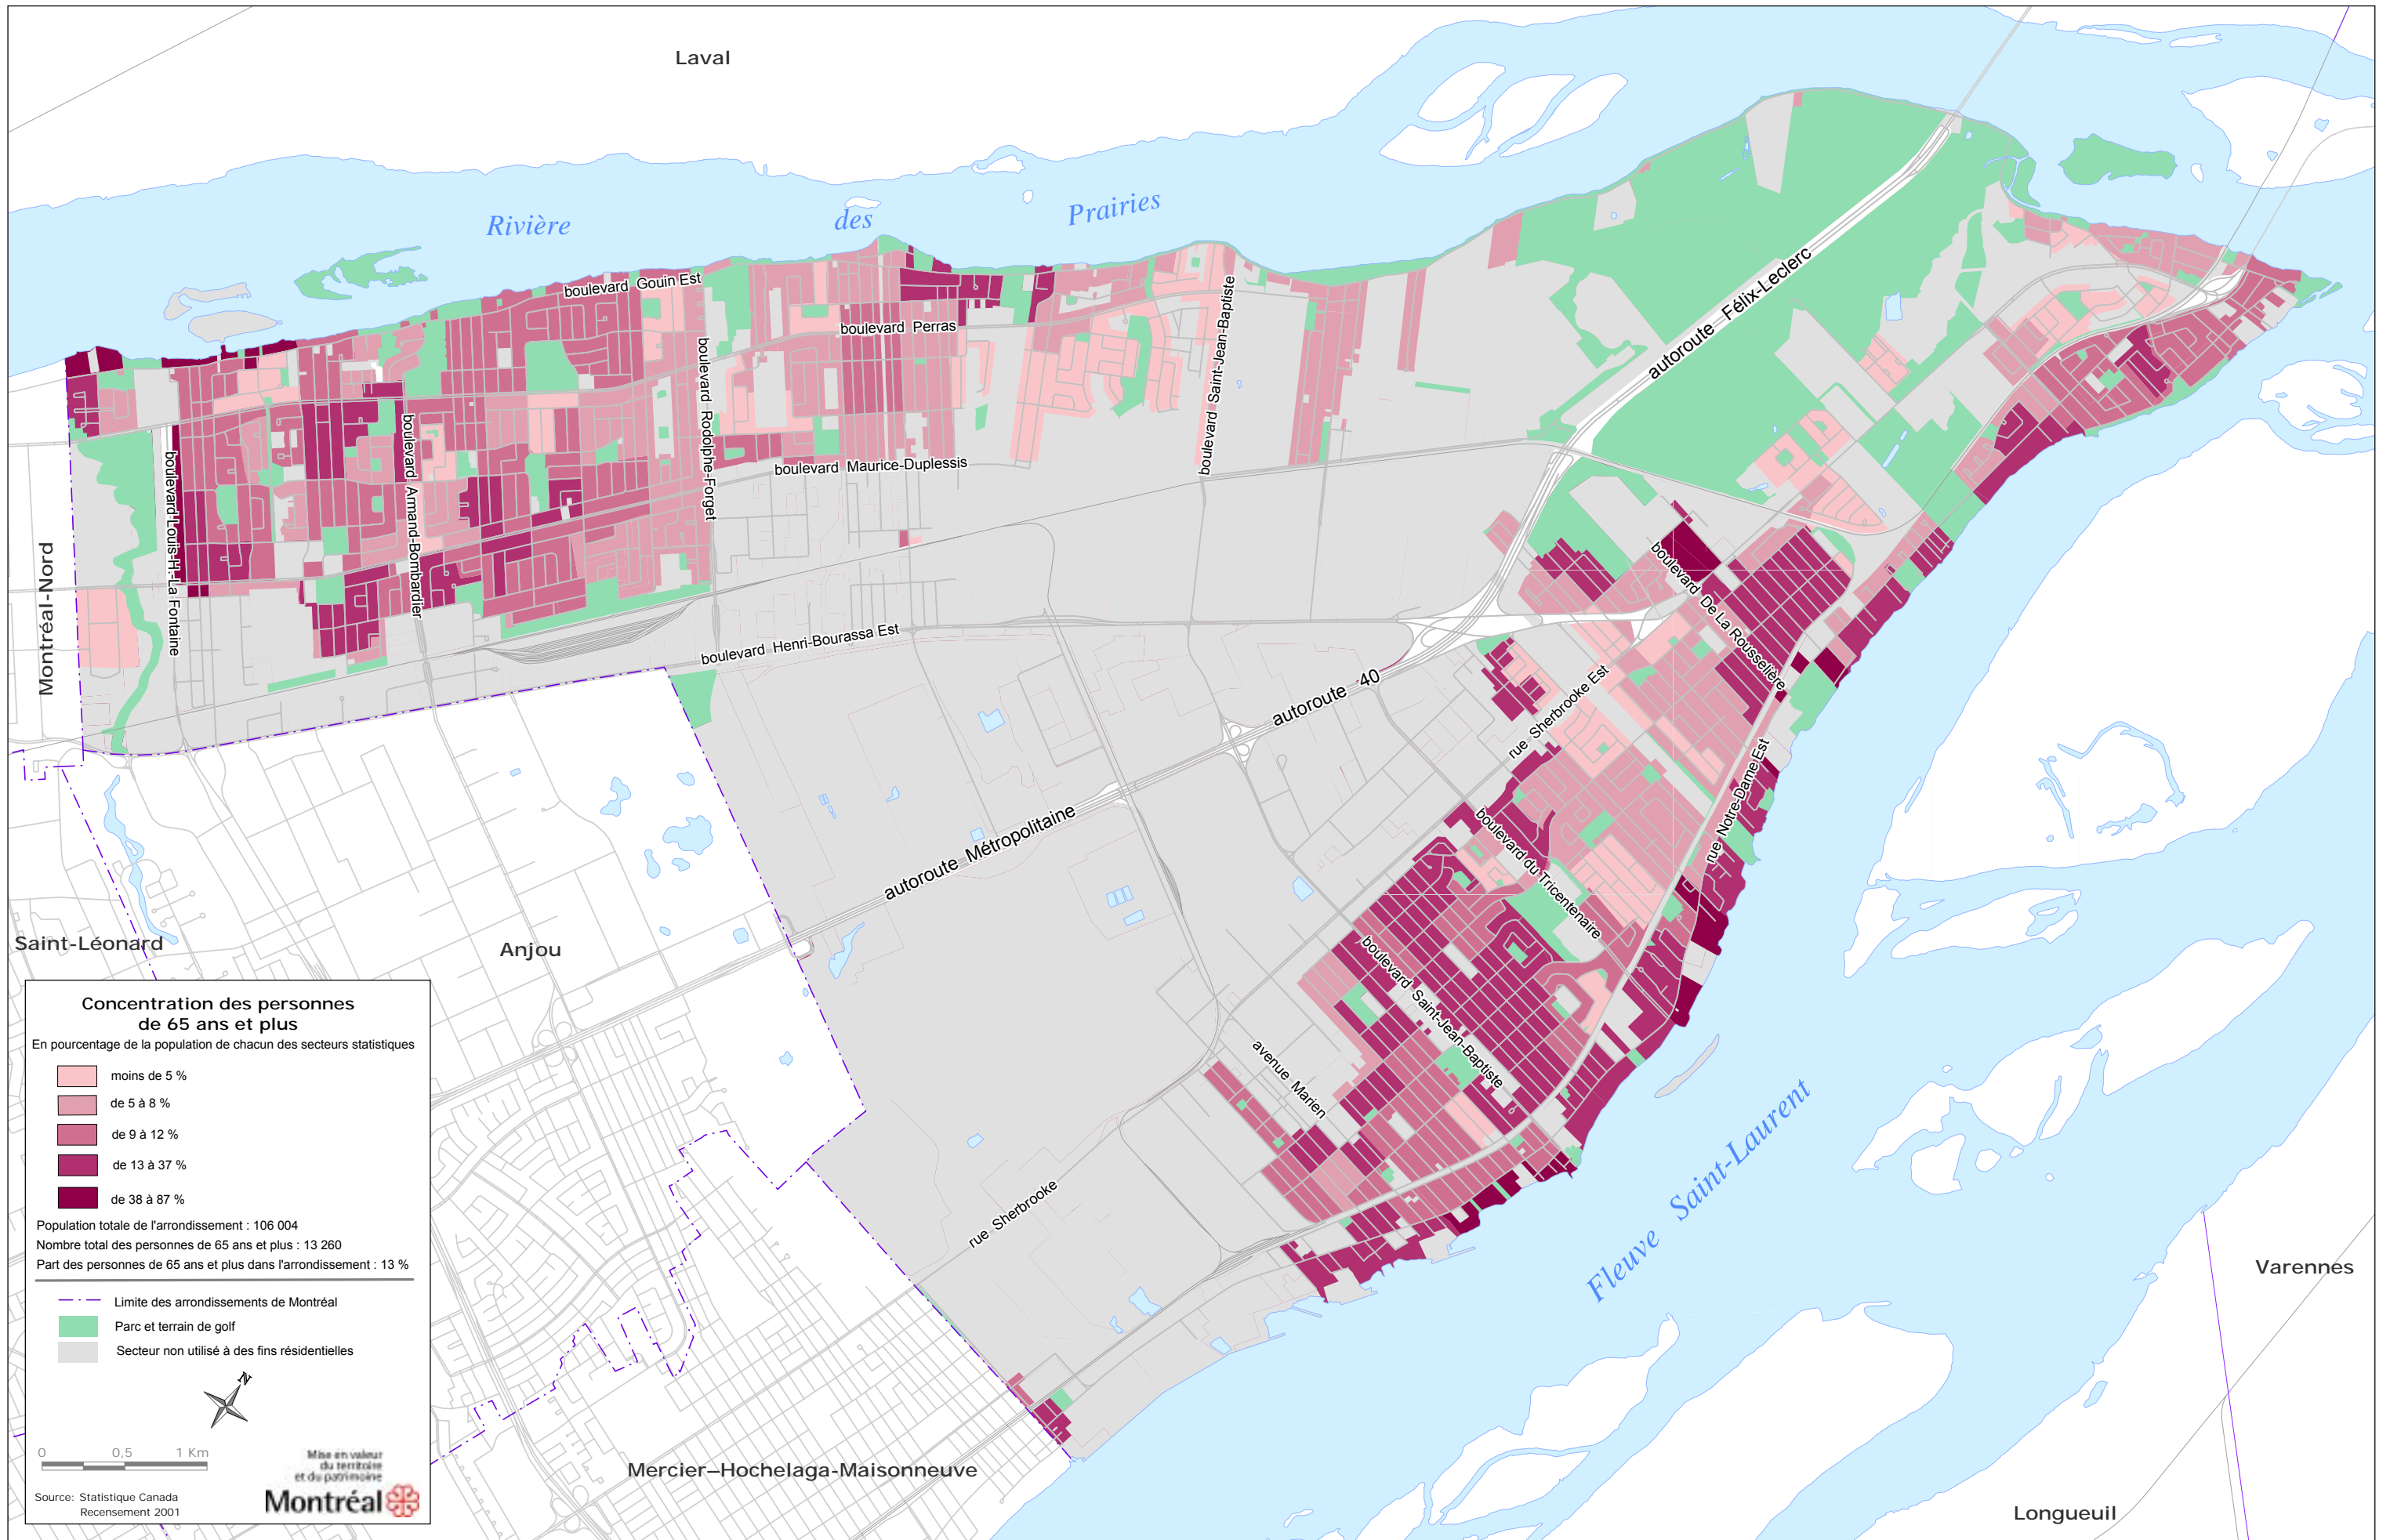 Laval
Rivière des Prairies
boulevard Gouin Est
boulevard Perras
boulevard Saint-Jean-Baptiste
autoroute Félix-Leclerc
boulevard Rodolphe-Forget
boulevard Maurice-Duplessis
boulevard Armand-Bombardier
boulevard Louis-H.-La Fontaine
Montréal-Nord
boulevard Henri-Bourassa Est
boulevard De La Rousselière
autoroute 40
rue Sherbrooke Est
autoroute Métropolitaine
rue Notre-Dame Est
boulevard du Tricentenaire
boulevard Saint-Jean-Baptiste
avenue Marien
rue Sherbrooke
Fleuve Saint-Laurent
Saint-Léonard
Anjou
Varennes
Mercier–Hochelaga-Maisonneuve
Longueuil
Concentration des personnes
de 65 ans et plus
En pourcentage de la population de chacun des secteurs statistiques
moins de 5 %
de 5 à 8 %
de 9 à 12 %
de 13 à 37 %
de 38 à 87 %
Population totale de l'arrondissement : 106 004
Nombre total des personnes de 65 ans et plus : 13 260
Part des personnes de 65 ans et plus dans l'arrondissement : 13 %
Limite des arrondissements de Montréal
Parc et terrain de golf
Secteur non utilisé à des fins résidentielles
N
0 0,5 1 Km
Mise en valeur
du territoire
et du patrimoine
Montréal
Source: Statistique Canada
Recensement 2001